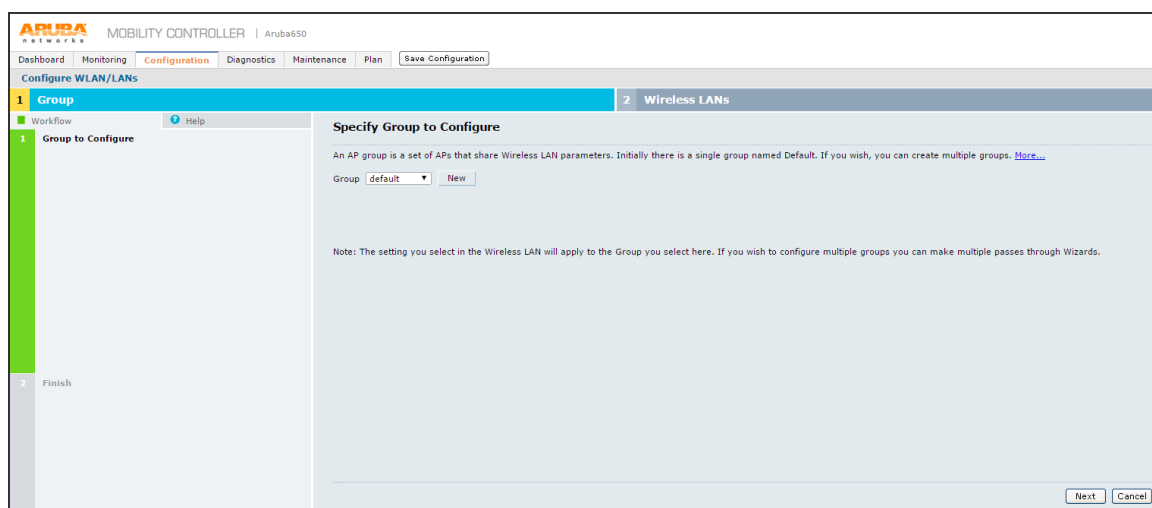 ARUBA
networks
MOBILITY CONTROLLER | Aruba650
Dashboard Monitoring Configuration Diagnostics Maintenance Plan Save Configuration
Configure WLAN/LANs
1 Group 2 Wireless LANs
Workflow ? Help
1 Group to Configure
Specify Group to Configure
An AP group is a set of APs that share Wireless LAN parameters. Initially there is a single group named Default. If you wish, you can create multiple groups. More...
Group default New
Note: The setting you select in the Wireless LAN will apply to the Group you select here. If you wish to configure multiple groups you can make multiple passes through Wizards.
2 Finish
Next Cancel